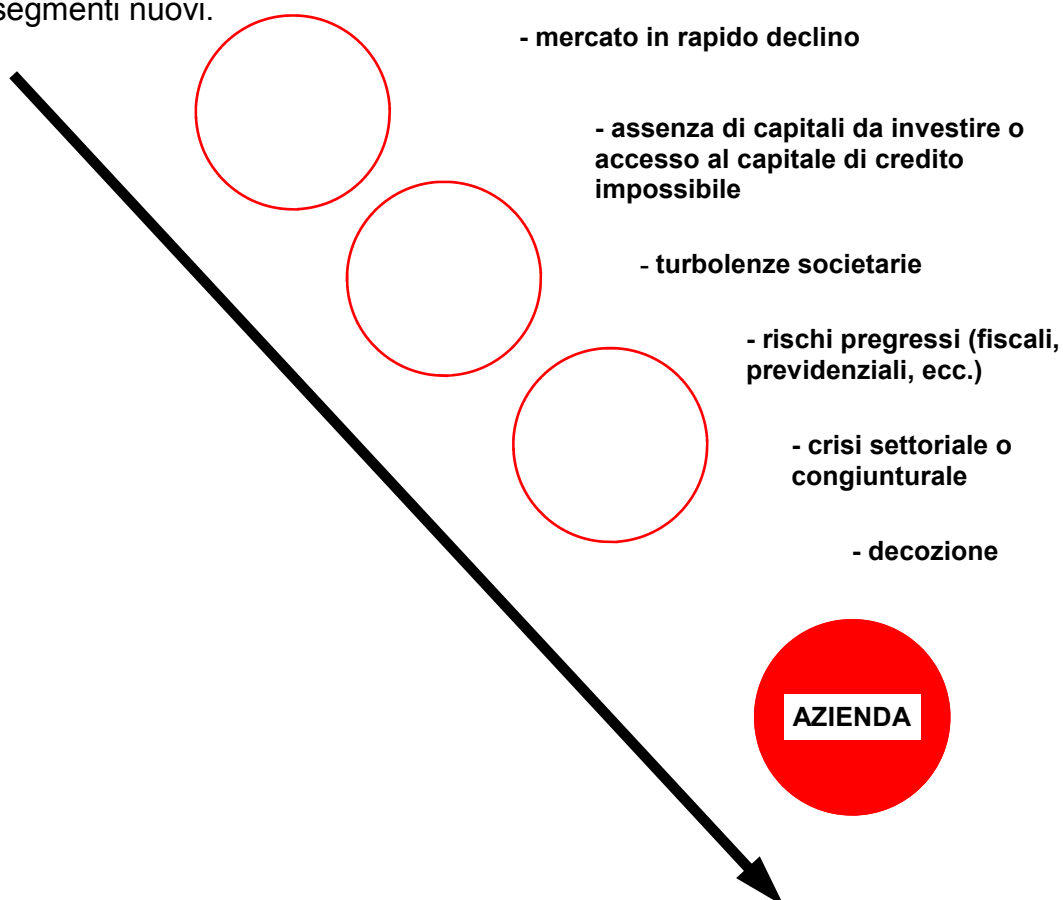 segmenti nuovi.
- mercato in rapido declino
- assenza di capitali da investire o
accesso al capitale di credito
impossibile
- turbolenze societarie
- rischi pregressi (fiscali,
previdenziali, ecc.)
- crisi settoriale o
congiunturale
- decozione
AZIENDA